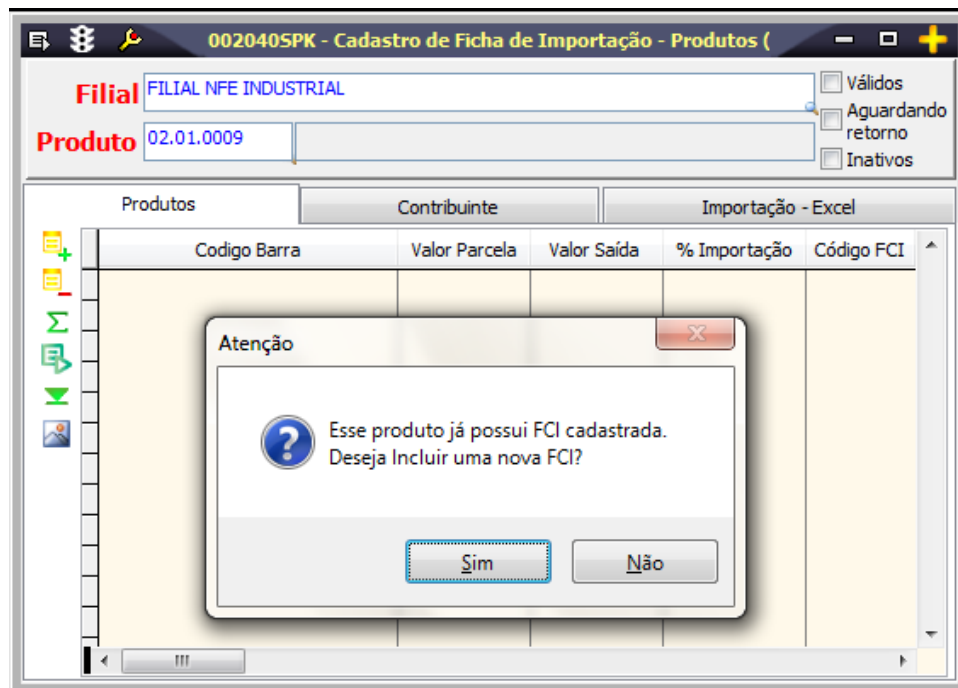 002040SPK - Cadastro de Ficha de Importação - Produtos (
Filial FILIAL NFE INDUSTRIAL
Válidos
Aguardando
retorno
Produto 02.01.0009
Inativos
Produtos Contribuinte Importação - Excel
Codigo Barra Valor Parcela Valor Saída % Importação Código FCI
Atenção
Esse produto já possui FCI cadastrada.
Deseja Incluir uma nova FCI?
Sim Não